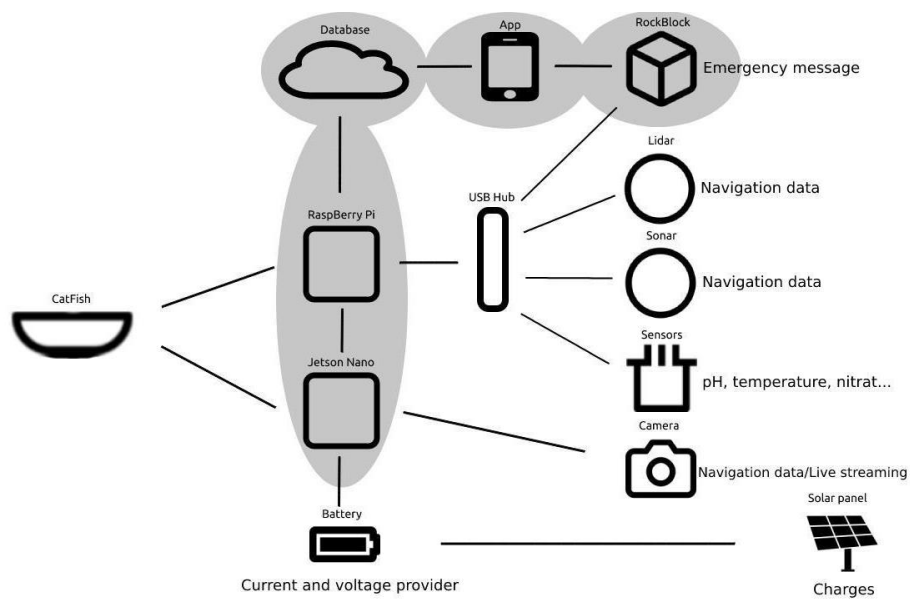 Database
App
RockBlock
Emergency message
Lidar
Navigation data
USB Hub
RaspBerry Pi
Sonar
Navigation data
CatFish
Sensors
pH, temperature, nitrat...
Jetson Nano
Camera
Navigation data/Live streaming
Solar panel
Battery
Current and voltage provider
Charges